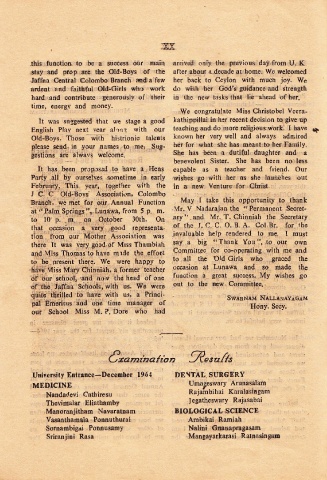 XX
this function to be a success our main
stay and prop are the Old-Boys of the
Jaffna Central Colombo Branch and a few
ardent and faithful Old-Girls who work
hard and contribute generously of their
time, energy and money.
It was suggested that we stage a good
English Play next year along with our
Old-Boys. Those with histrionic talents
please send in your names to me. Sug-
gestions are always welcome.
It has been proposed to have a Hens
Party all by ourselves sometime in early
February. This year, together with the
J C C Old-Boys Association, Colombo
Branch, we met for our Annual Function
at "Palm Springs", Lunawa, from 5 p m.
to 10 p. m. on October 30th. On
that occasion a very good representa-
tion from our Mother Association was
there It was very good of Miss Thambiah
and Miss Thomas to have made the effort
to be present there. We were happy to
have Miss Mary Chinniah, a former teacher
of our school, and now the head of one
of the Jaffna Schools, with us. We were
quite thrilled to have with us, a Princi-
pal Emeritus and one time manager of
our School Miss M. P. Dore who had
arrived only the previous day from U. K
after about a decade at home. We welcomed
her back to Ceylon with much joy. We
do wish her God's guidance and strength
in the new tasks that lie ahead of her.
We congratulate Miss Christobel Veera-
kathipillai in her recent decision to give up
teaching and do more religious work I have
known her very well and always admired
her for what she has meant to her Family.
She has been a dutiful daughter and a
benevolent Sister. She has been no less
capable as a teacher and friend. Our
wishes go with her as she launches out
in a new Venture for Christ.
May I take this opportunity to thank
Mr. V Nadarajan the "Permanent Secret-
ary" and Mr. T. Chinniah the Secretary
of the J. C. C. O. B. A. Col Br. for the
invaluable help rendered to me. I must
say a big "Thank You", to our own
Committee for co-operating with me and
to all the Old Girls who graced the
occasion at Lunawa, and so made the
function a great success. My wishes go
out to the new Committee,
SWARNAM NALLANAYAGAM
Hony. Secy.
Examination Results
University Entrance—December 1964
MEDICINE
Nandadevi Cathiresu
Thevimalar Eliathamby
Manoranjitham Navaratnam
Vasanthamala Ponnuthurai
Sornambigai Ponnusamy
Sriranjini Rasa
DENTAL SURGERY
Umageswary Arunasalam
Rajambihai Karalasingam
Jegatheswary Rajasabai
BIOLOGICAL SCIENCE
Ambikai Ramiah
Nalini Gnanapragasam
Mangayarkarasi Ratnasingam